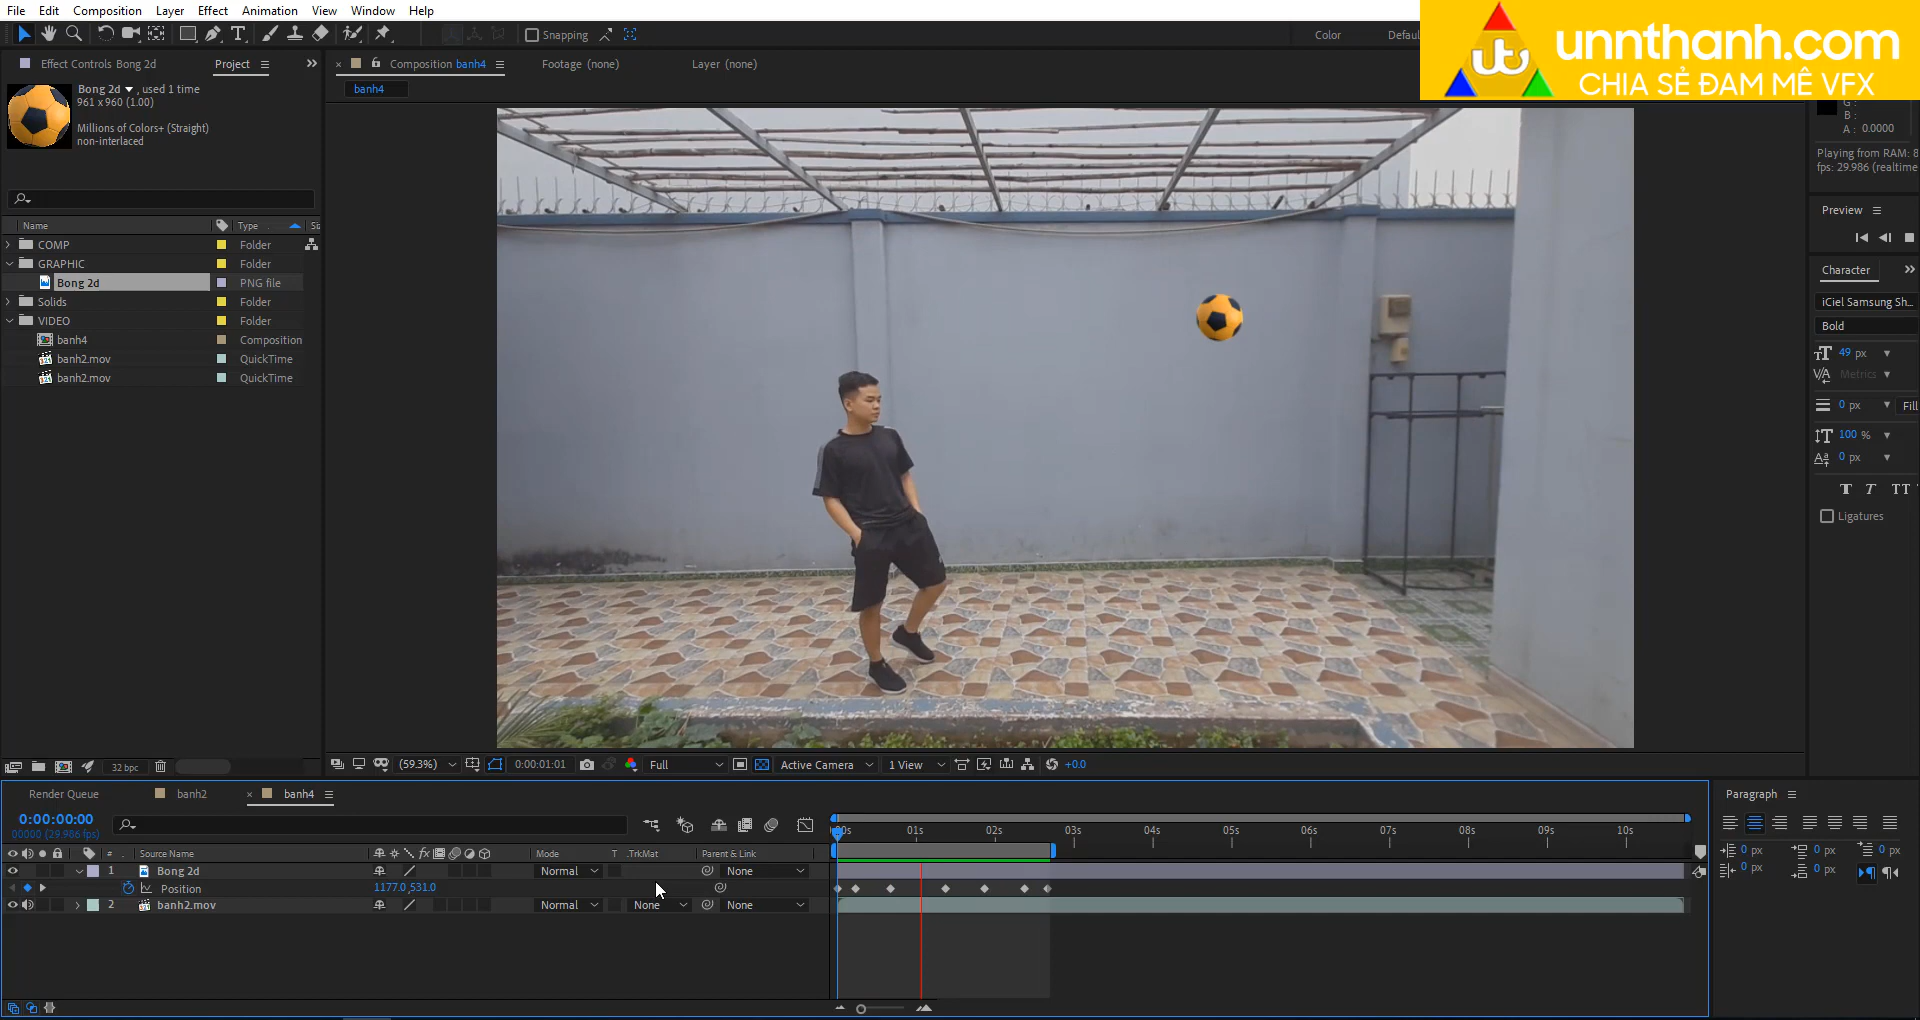 File Edit Composition Layer Effect Animation View Window Help
Snapping
Color
unnthanh.com
CHIA SẺ ĐAM MÊ VFX
Effect Controls Bong 2d
Project
Composition banh4
Footage (none)
Layer (none)
banh4
Bong 2d , used 1 time
961 x 960 (1.00)
Millions of Colors+ (Straight)
non-interlaced
Name Type
COMP Folder
GRAPHIC Folder
Bong 2d PNG file
Solids Folder
VIDEO Folder
banh4 Composition
banh2.mov QuickTime
banh2.mov QuickTime
32 bpc
G :
B :
A : 0.0000
Playing from RAM: 8
fps: 29.986 (realtime
Preview
Character
iCiel Samsung Sh...
Bold
49 px
Metrics
0 px
Fill
100 %
0 px
Ligatures
(59.3%) 0:00:01:01 Full Active Camera 1 View +0.0
Render Queue banh2 banh4
0:00:00:00
00000 (29.986 fps)
00s 01s 02s 03s 04s 05s 06s 07s 08s 09s 10s
# Source Name fx Mode T .TrkMat Parent & Link
1 Bong 2d Normal None
Position 1177.0,531.0
2 banh2.mov Normal None None
Paragraph
0 px 0 px 0 px
0 px 0 px